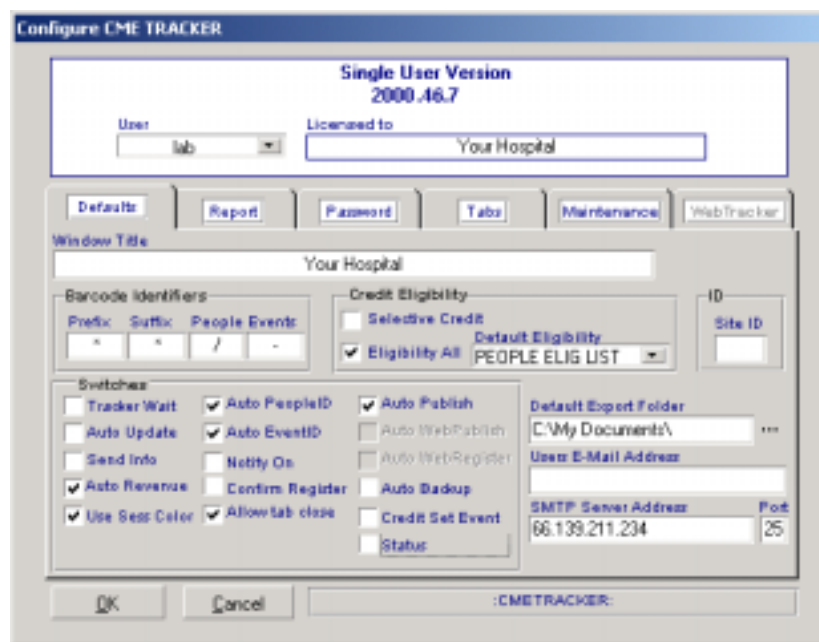 Configure CME TRACKER
Single User Version
2000.46.7
User Licensed to
lab Your Hospital
Defaults Report Password Tabs Maintenance WebTracker
Window Title
Your Hospital
Barcode Identifiers Credit Eligibility ID
Prefix Suffix People Events Selective Credit Site ID
* * / - Default Eligibility
Eligibility All PEOPLE ELIG LIST
Switches
Tracker Wait Auto PeopleID Auto Publish Default Export Folder
Auto Update Auto EventID Auto WebPublish C:\My Documents\ ...
Send Info Notify On Auto WebRegister Users E-Mail Address
Auto Revenue Confirm Register Auto Backup
Use Sess Color Allow tab close Credit Set Event SMTP Server Address Port
Status 66.139.211.234 25
OK Cancel :CMETRACKER: